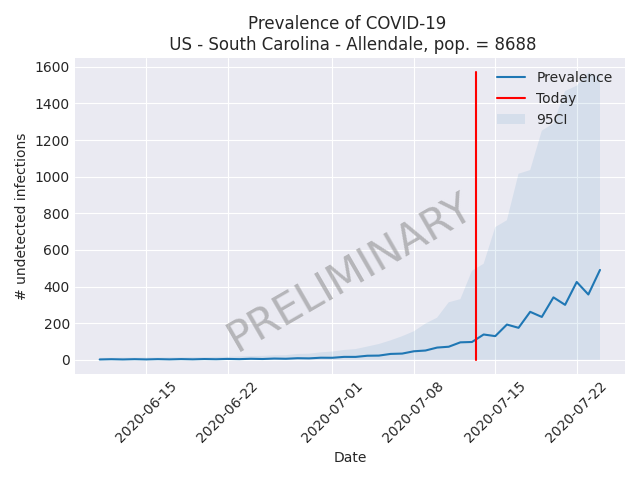 Prevalence of COVID-19
US - South Carolina - Allendale, pop. = 8688
1600
1400
1200
1000
800
600
400
200
0
# undetected infections
Prevalence
Today
95CI
PRELIMINARY
2020-06-15
2020-06-22
2020-07-01
2020-07-08
2020-07-15
2020-07-22
Date